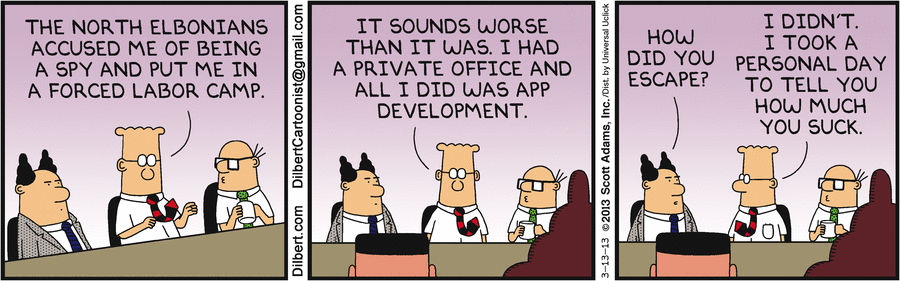 THE NORTH ELBONIANS
ACCUSED ME OF BEING
A SPY AND PUT ME IN
A FORCED LABOR CAMP.
Dilbert.com DilbertCartoonist@gmail.com
IT SOUNDS WORSE
THAN IT WAS. I HAD
A PRIVATE OFFICE AND
ALL I DID WAS APP
DEVELOPMENT.
3-13-13 © 2013 Scott Adams, Inc. /Dist. by Universal Uclick
HOW
DID YOU
ESCAPE?
I DIDN'T.
I TOOK A
PERSONAL DAY
TO TELL YOU
HOW MUCH
YOU SUCK.